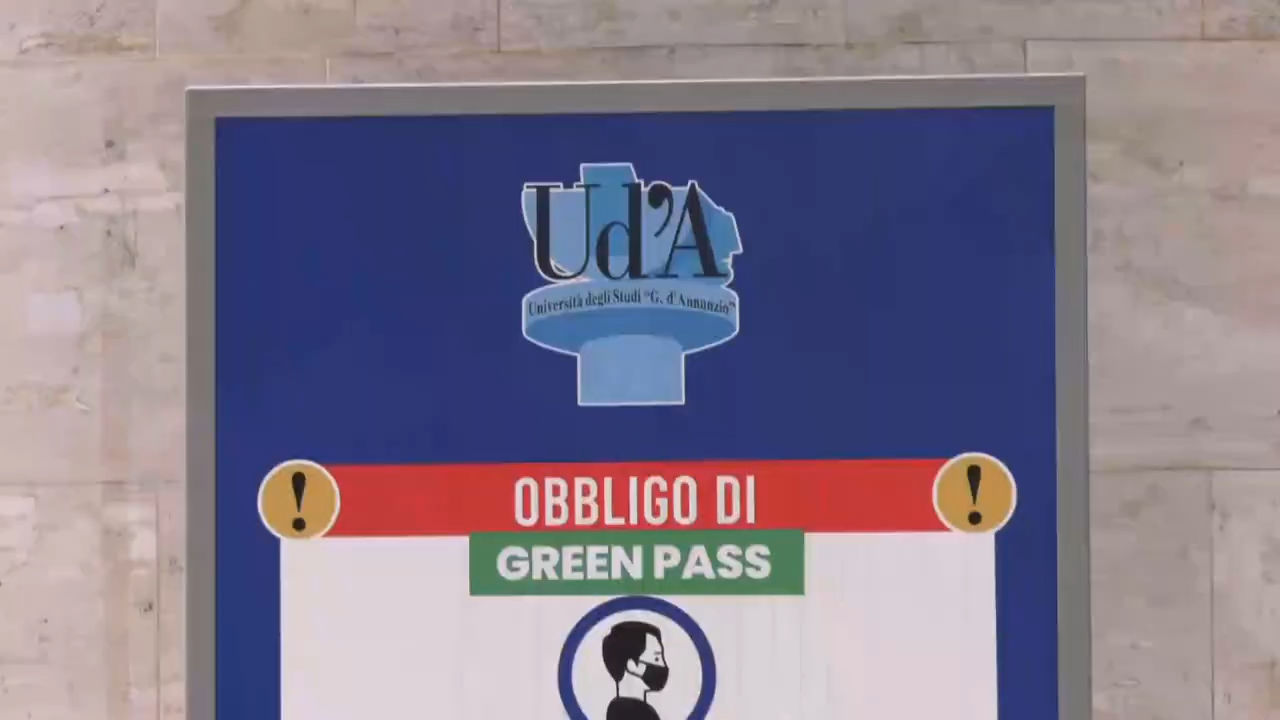 Ud'A
Università degli Studi "G. d'Annunzio"
! !
OBBLIGO DI
GREEN PASS